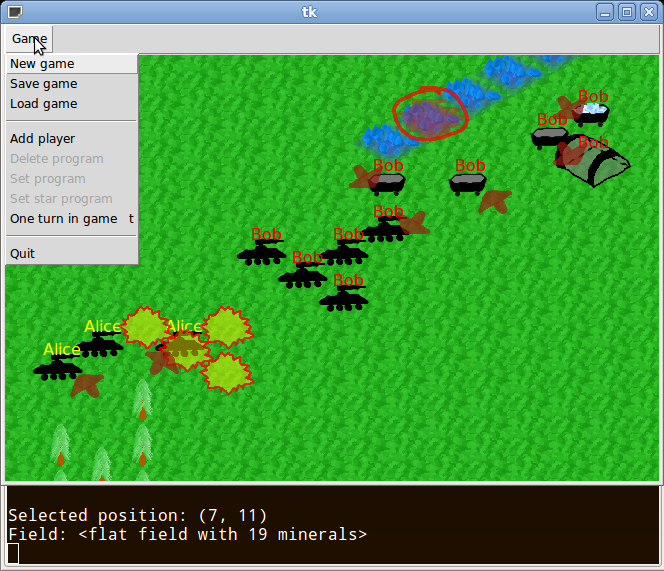 tk
Game
New game
Save game
Load game
Add player
Delete program
Set program
Set star program
One turn in game t
Quit
Bob
Bob
Bob
Bob
Bob
Bob
Bob
Bob
Bob
Bob
Alice
Alice
Alice
Selected position: (7, 11)
Field: <flat field with 19 minerals>